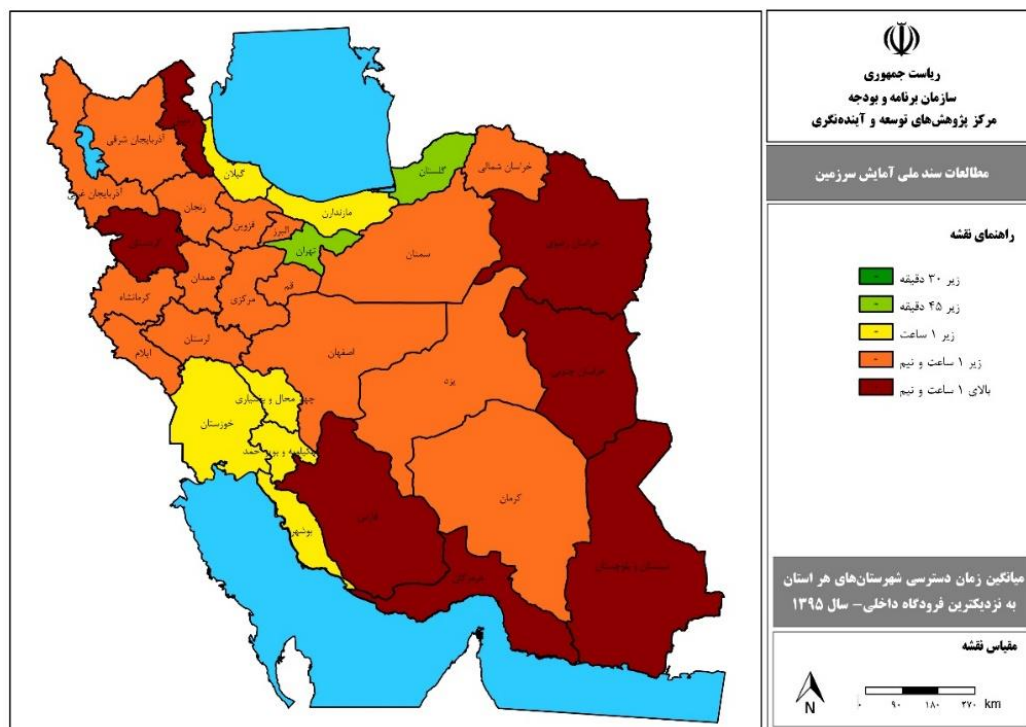 ریاست جمهوری
سازمان برنامه و بودجه
مرکز پژوهش‌های توسعه و آینده‌نگری
مطالعات سند ملی آمایش سرزمین
راهنمای نقشه
زیر ۳۰ دقیقه
زیر ۴۵ دقیقه
زیر ۱ ساعت
زیر ۱ ساعت و نیم
بالای ۱ ساعت و نیم
میانگین زمان دسترسی شهرستان‌های هر استان
به نزدیکترین فرودگاه داخلی- سال ۱۳۹۵
مقیاس نقشه
N
۰ ۹۰ ۱۸۰ ۲۷۰ km
آذربایجان شرقی
آذربایجان غربی
گیلان
گلستان
خراسان شمالی
مازندران
زنجان
قزوین
البرز
تهران
سمنان
خراسان رضوی
کردستان
همدان
قم
مرکزی
کرمانشاه
لرستان
ایلام
اصفهان
یزد
خراسان جنوبی
چهار محال و بختیاری
خوزستان
کهگیلویه و بویر احمد
کرمان
فارس
بوشهر
سیستان و بلوچستان
هرمزگان